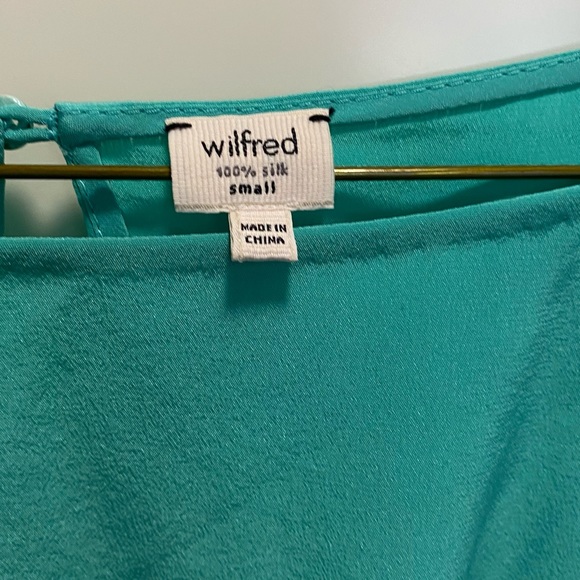 wilfred
100% silk
small
MADE IN
CHINA